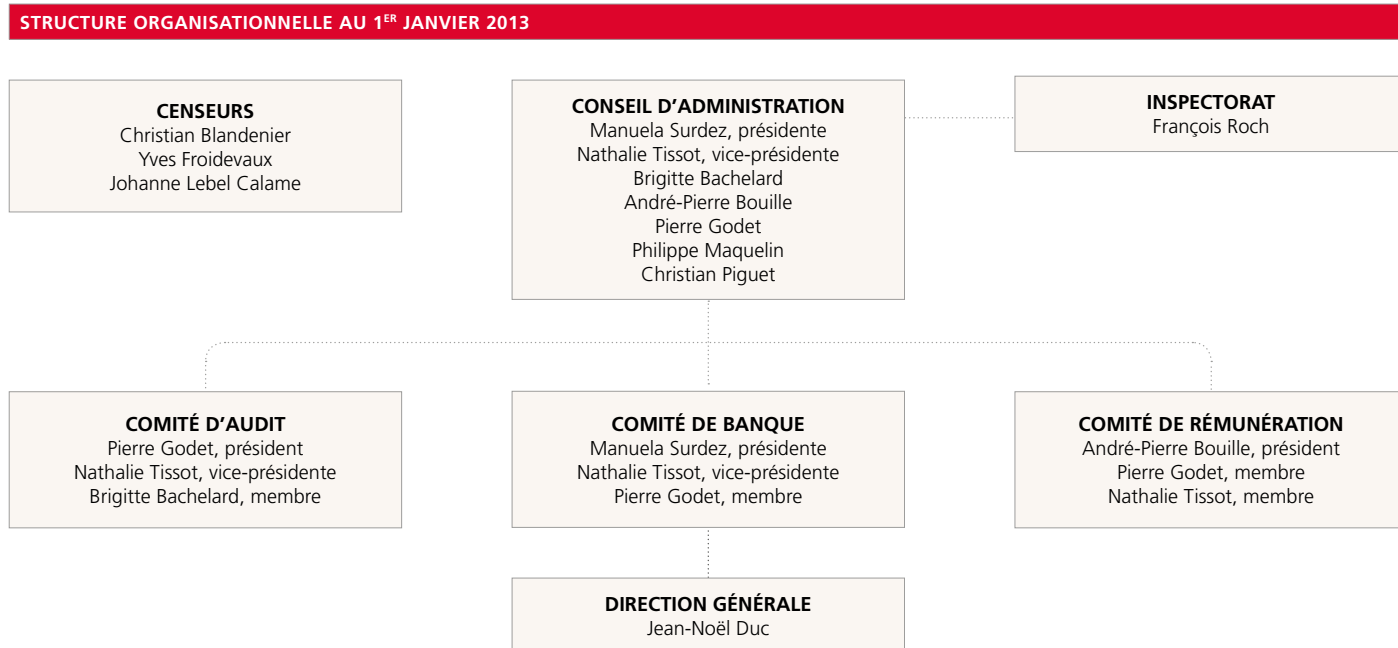 STRUCTURE ORGANISATIONNELLE AU 1ER JANVIER 2013
CENSEURS
Christian Blandenier
Yves Froidevaux
Johanne Lebel Calame
CONSEIL D'ADMINISTRATION
Manuela Surdez, présidente
Nathalie Tissot, vice-présidente
Brigitte Bachelard
André-Pierre Bouille
Pierre Godet
Philippe Maquelin
Christian Piguet
INSPECTORAT
François Roch
COMITÉ D'AUDIT
Pierre Godet, président
Nathalie Tissot, vice-présidente
Brigitte Bachelard, membre
COMITÉ DE BANQUE
Manuela Surdez, présidente
Nathalie Tissot, vice-présidente
Pierre Godet, membre
COMITÉ DE RÉMUNÉRATION
André-Pierre Bouille, président
Pierre Godet, membre
Nathalie Tissot, membre
DIRECTION GÉNÉRALE
Jean-Noël Duc